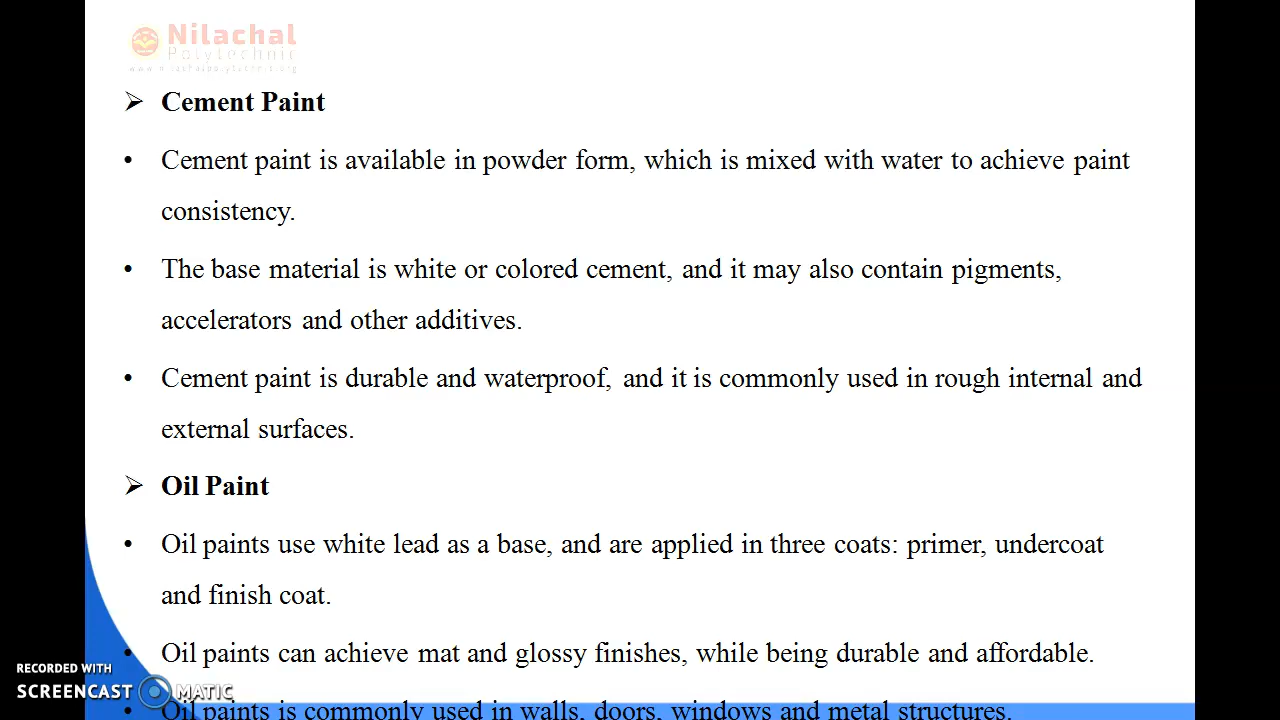 Nilachal
Polytechnic
www.nilachalpolytechnic.org
➢ Cement Paint
• Cement paint is available in powder form, which is mixed with water to achieve paint
consistency.
• The base material is white or colored cement, and it may also contain pigments,
accelerators and other additives.
• Cement paint is durable and waterproof, and it is commonly used in rough internal and
external surfaces.
➢ Oil Paint
• Oil paints use white lead as a base, and are applied in three coats: primer, undercoat
and finish coat.
• Oil paints can achieve mat and glossy finishes, while being durable and affordable.
• Oil paints is commonly used in walls, doors, windows and metal structures.
RECORDED WITH
SCREENCAST MATIC